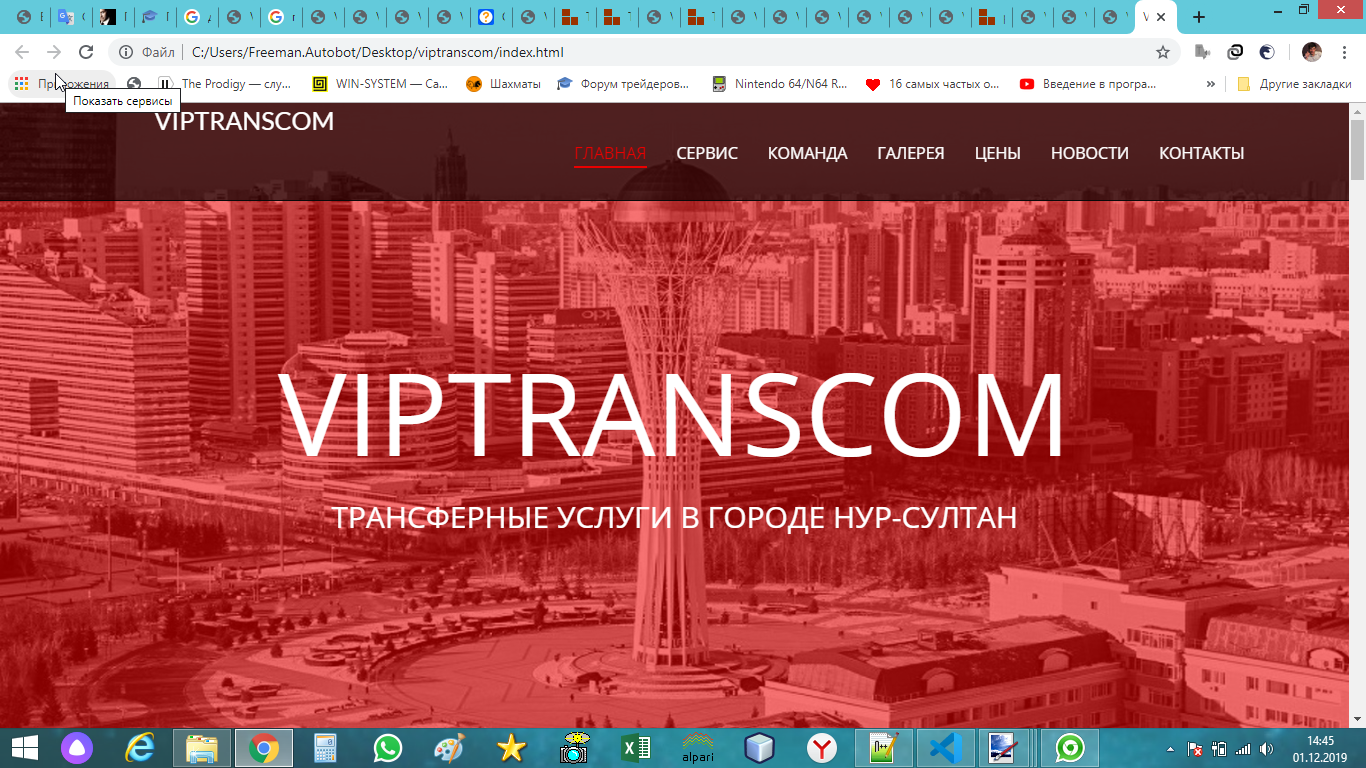 Файл C:/Users/Freeman.Autobot/Desktop/viptranscom/index.html
The Prodigy — слу... WIN-SYSTEM — Са... Шахматы Форум трейдеров... Nintendo 64/N64 R... 16 самых частых о... Введение в програ... » Другие закладки
Показать сервисы
VIPTRANSCOM
ГЛАВНАЯ СЕРВИС КОМАНДА ГАЛЕРЕЯ ЦЕНЫ НОВОСТИ КОНТАКТЫ
VIPTRANSCOM
ТРАНСФЕРНЫЕ УСЛУГИ В ГОРОДЕ НУР-СУЛТАН
alpari
14:45
01.12.2019